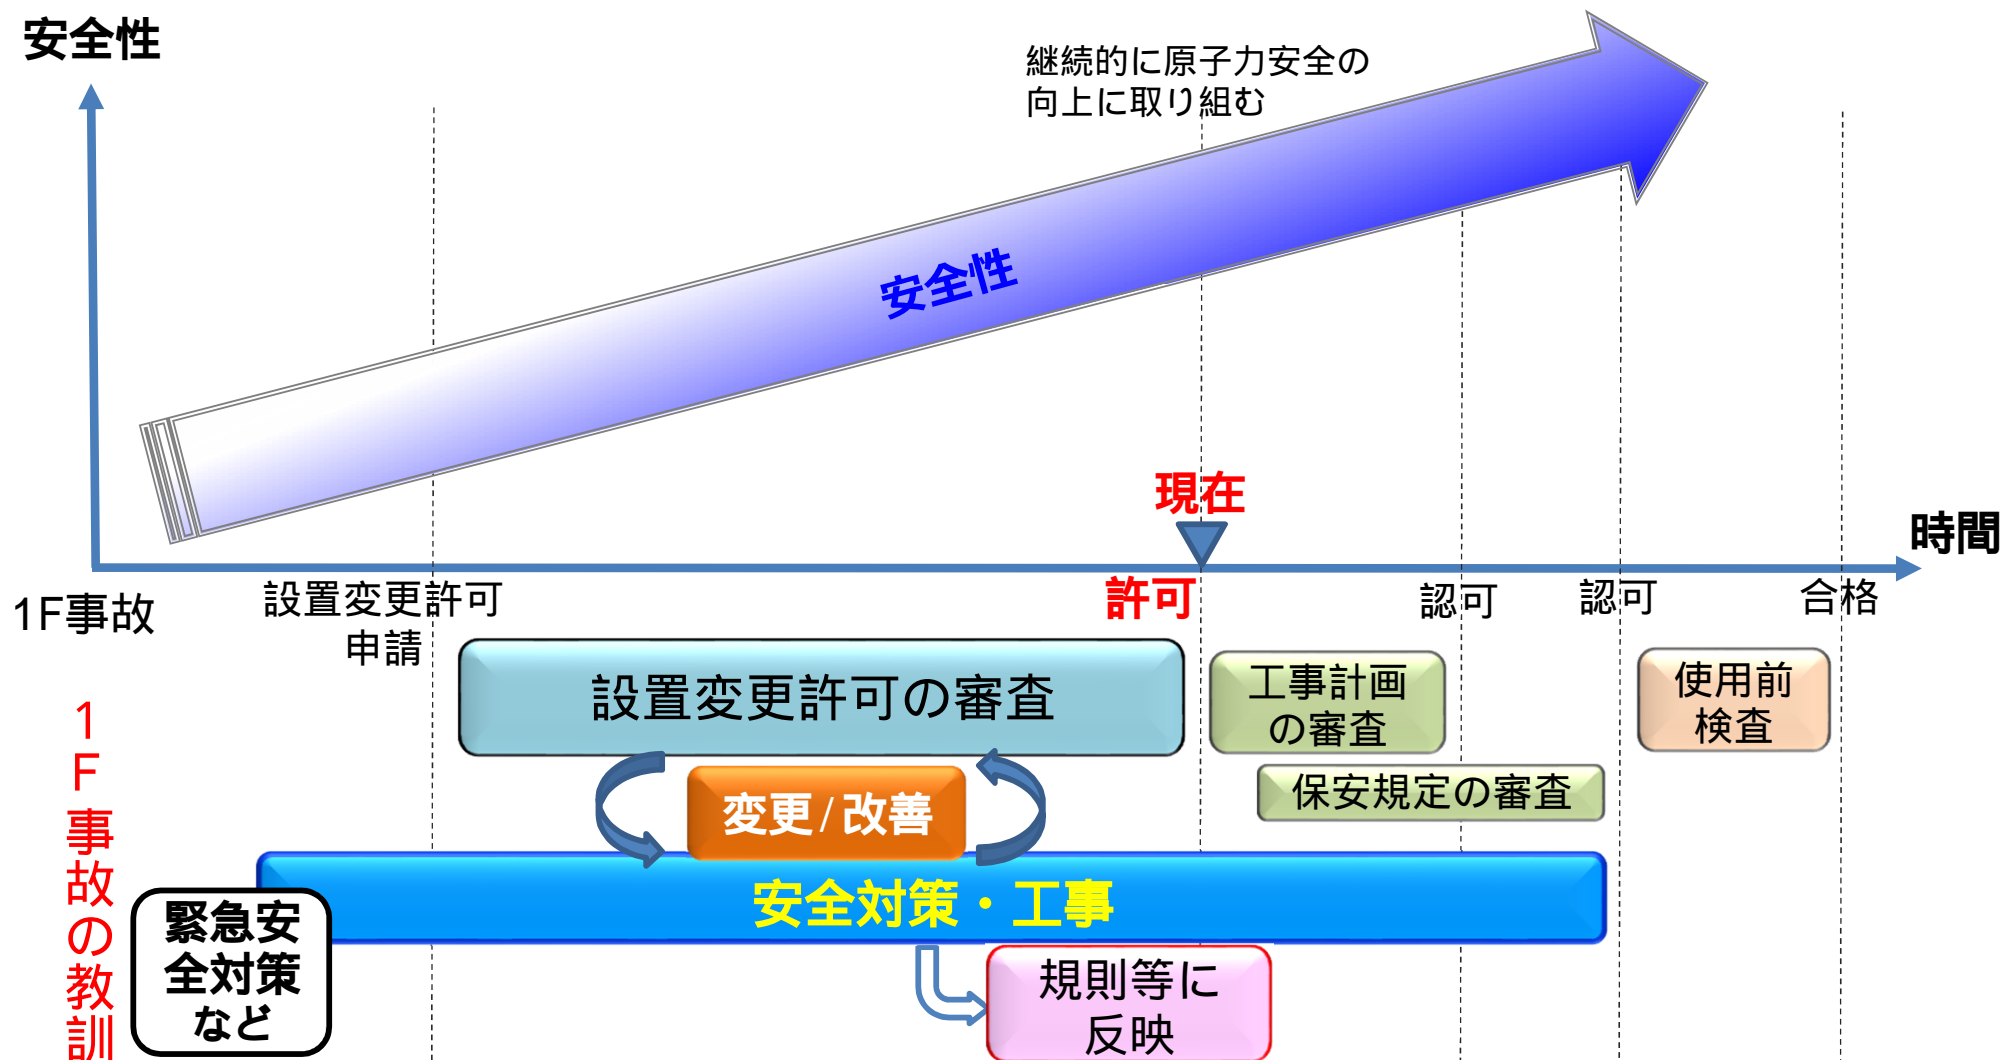 安全性
継続的に原子力安全の
向上に取り組む
安全性
現在
時間
1F事故
設置変更許可
申請
許可
認可
認可
合格
設置変更許可の審査
工事計画
の審査
使用前
検査
保安規定の審査
変更/改善
安全対策・工事
1F事故の教訓
緊急安
全対策
など
規則等に
反映